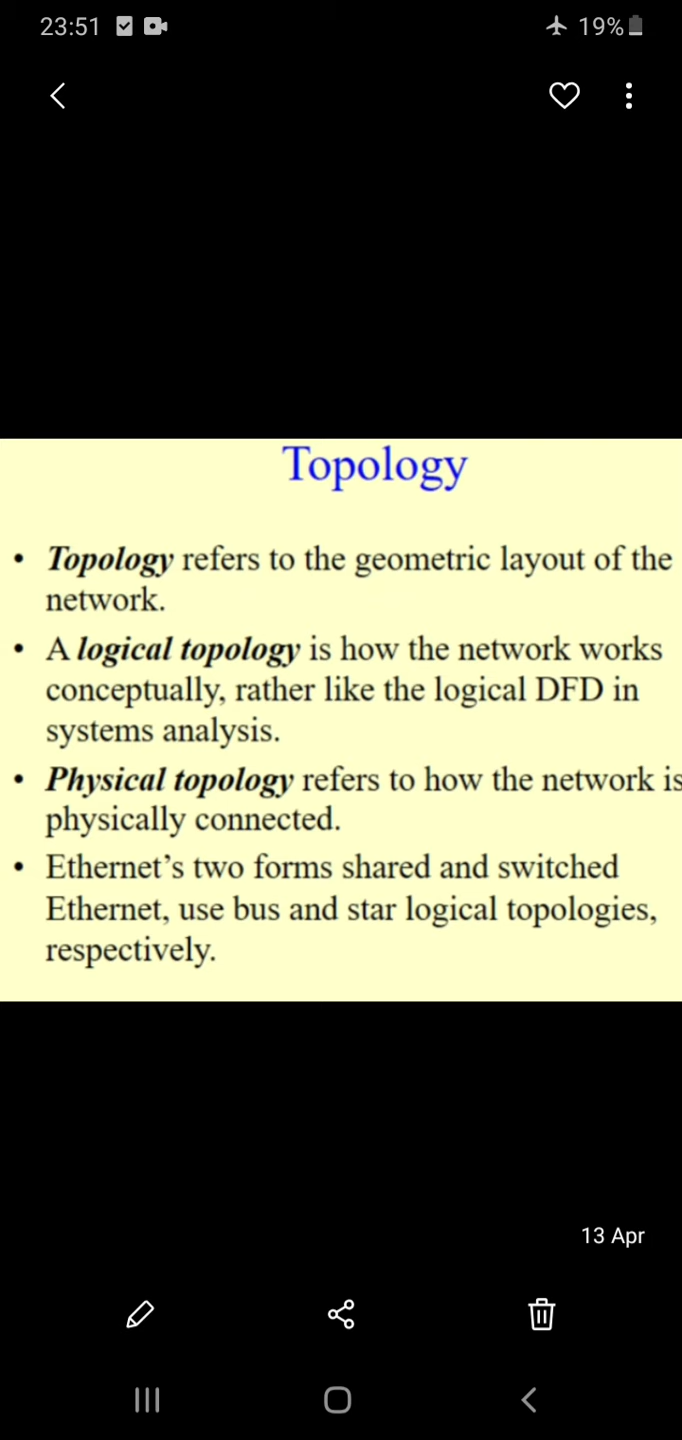 23:51 19%
Topology
• Topology refers to the geometric layout of the
network.
• A logical topology is how the network works
conceptually, rather like the logical DFD in
systems analysis.
• Physical topology refers to how the network is
physically connected.
• Ethernet’s two forms shared and switched
Ethernet, use bus and star logical topologies,
respectively.
13 Apr